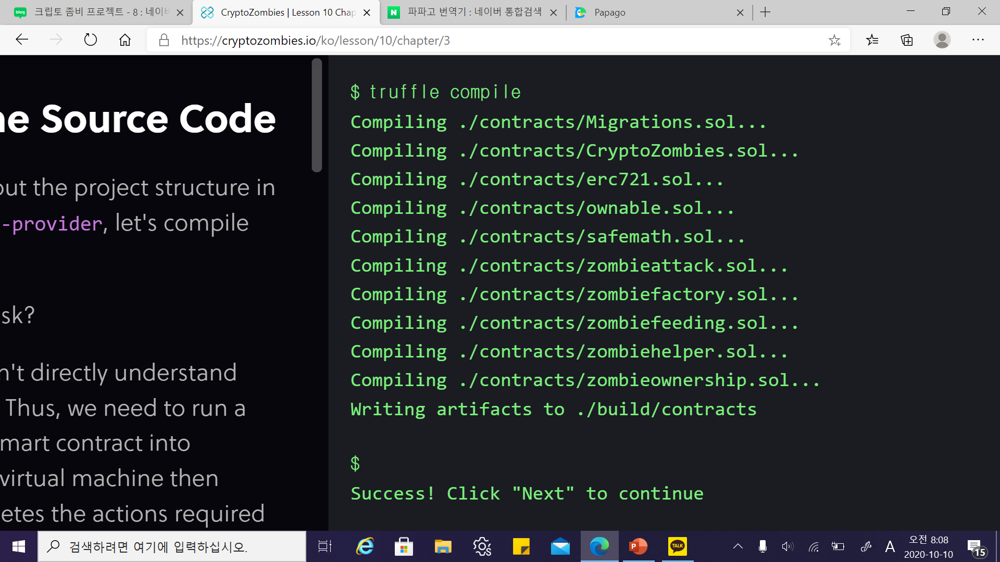 크립토 좀비 프로젝트 - 8 : 네이버
CryptoZombies | Lesson 10 Chap
파파고 번역기 : 네이버 통합검색
Papago
https://cryptozombies.io/ko/lesson/10/chapter/3
ne Source Code
out the project structure in
-provider, let's compile
sk?
n't directly understand
Thus, we need to run a
mart contract into
virtual machine then
etes the actions required
$ truffle compile
Compiling ./contracts/Migrations.sol...
Compiling ./contracts/CryptoZombies.sol...
Compiling ./contracts/erc721.sol...
Compiling ./contracts/ownable.sol...
Compiling ./contracts/safemath.sol...
Compiling ./contracts/zombieattack.sol...
Compiling ./contracts/zombiefactory.sol...
Compiling ./contracts/zombiefeeding.sol...
Compiling ./contracts/zombiehelper.sol...
Compiling ./contracts/zombieownership.sol...
Writing artifacts to ./build/contracts
$
Success! Click "Next" to continue
검색하려면 여기에 입력하십시오.
TALK
A
오전 8:08
2020-10-10
15